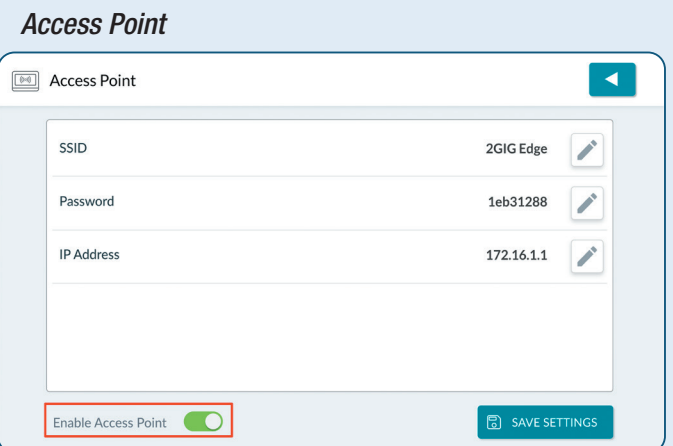 Access Point
Access Point
SSID 2GIG Edge
Password 1eb31288
IP Address 172.16.1.1
Enable Access Point SAVE SETTINGS